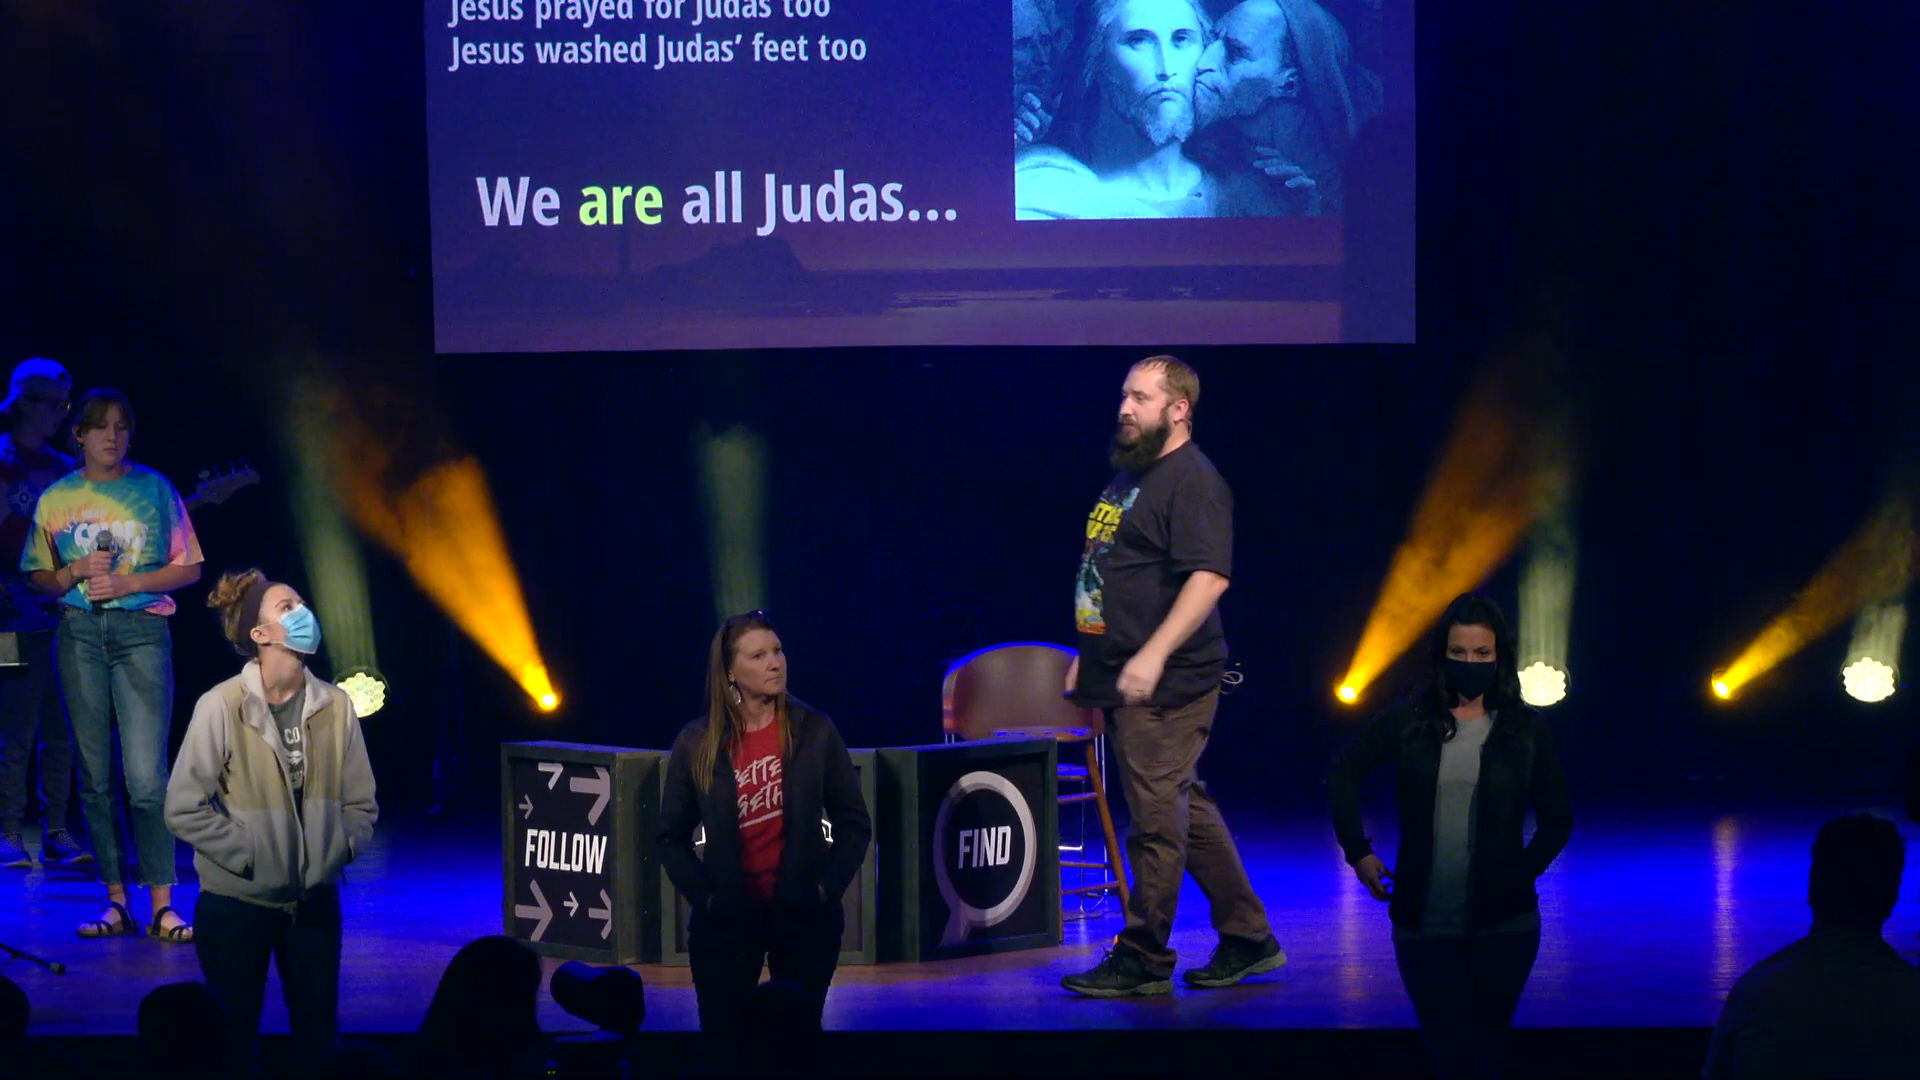 Jesus prayed for Judas too
Jesus washed Judas’ feet too
We are all Judas...
FOLLOW
FIND